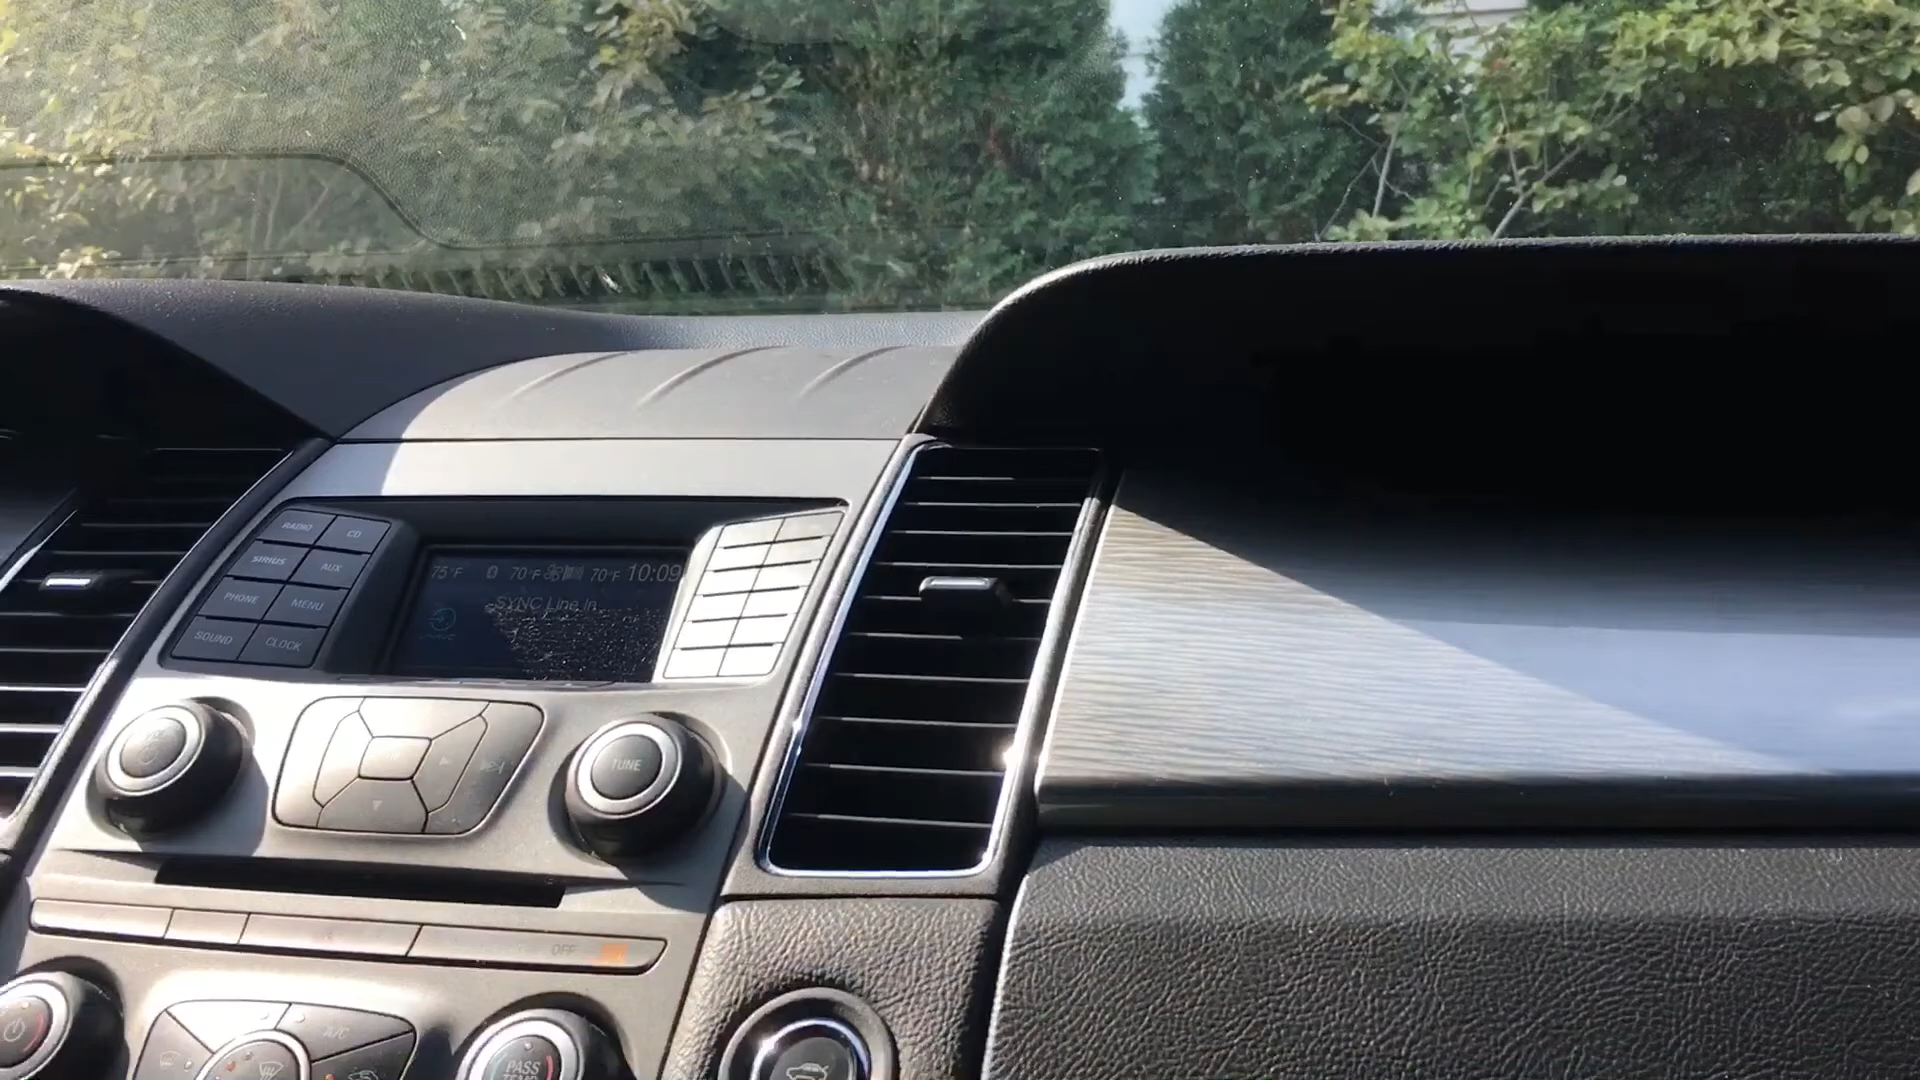 RADIO CD
SIRIUS AUX
PHONE MENU
SOUND CLOCK
75°F 70°F 70°F 10:09
SYNC Line In
TUNE
OFF
A/C
PASS
TEMP